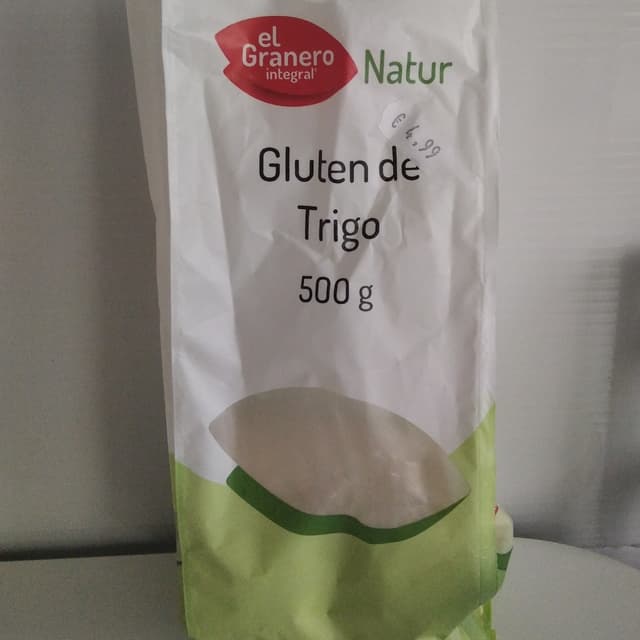 el
Granero
integral
Natur
€ 4.99
Gluten de
Trigo
500 g